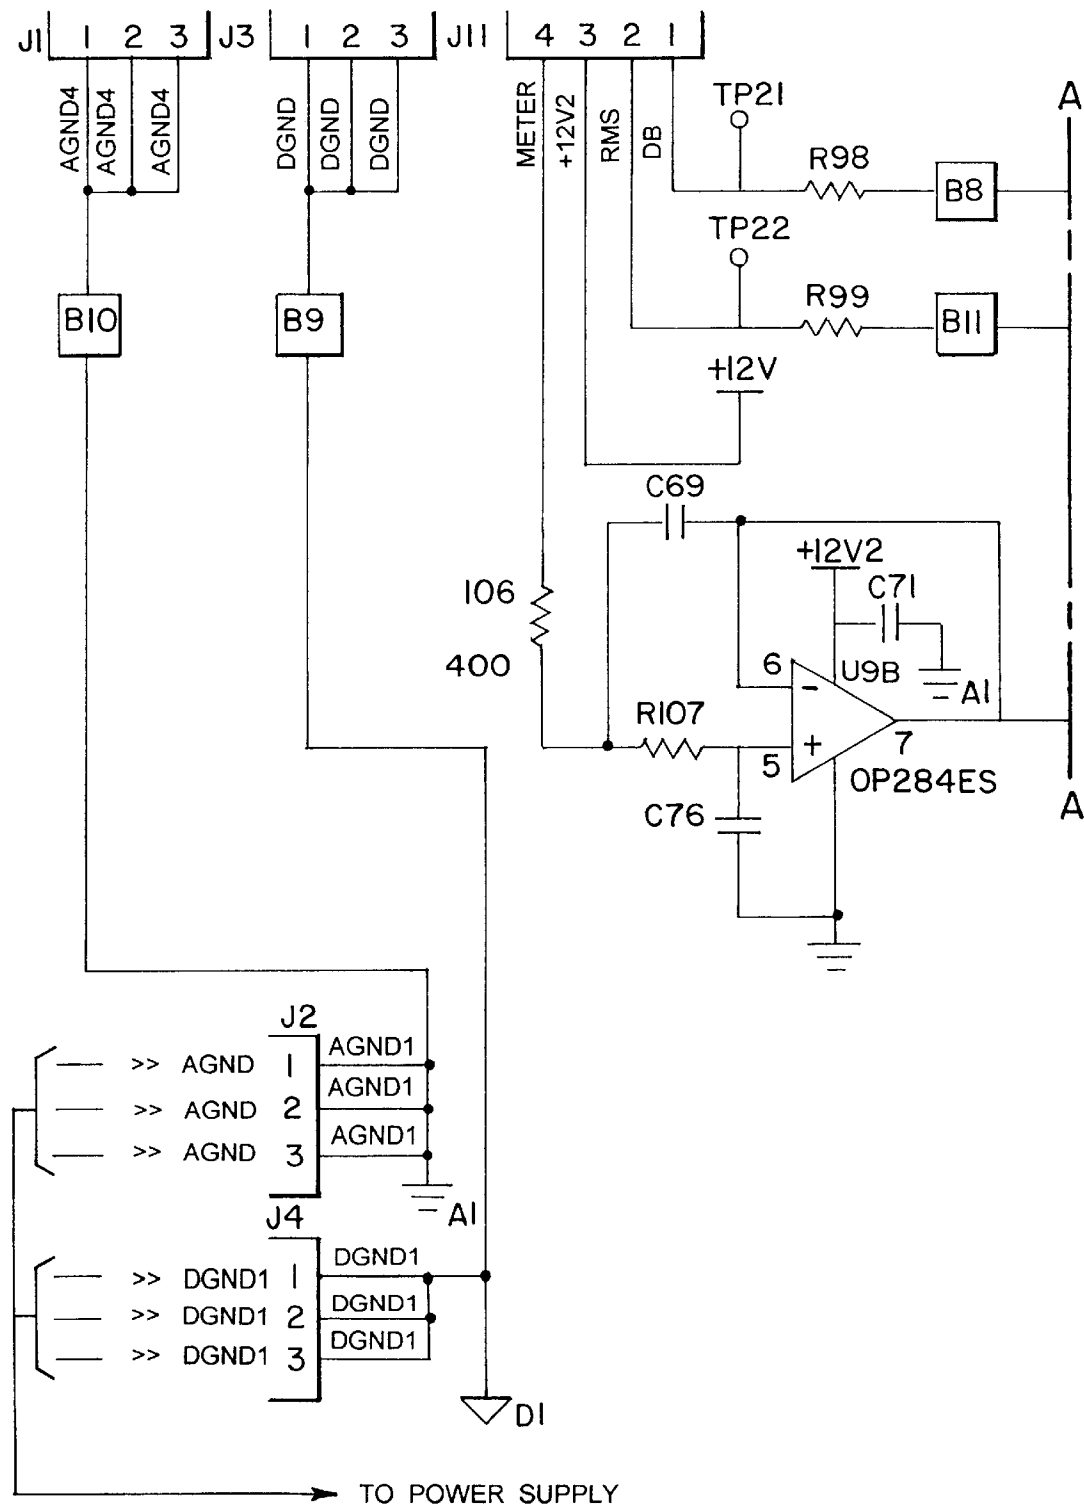 J1 1 2 3 J3 1 2 3 J11 4 3 2 1
AGND4 AGND4 AGND4 DGND DGND DGND METER +12V2 RMS DB
TP21
A
R98
B8
TP22
R99
B10
B9
B11
+12V
C69
+12V2
C71
106
400
6
-
U9B
A1
R107
5
+
7
OP284ES
A
C76
J2
AGND1
>> AGND 1
AGND1
>> AGND 2
AGND1
>> AGND 3
A1
J4
DGND1
>> DGND1 1
DGND1
>> DGND1 2
DGND1
>> DGND1 3
D1
TO POWER SUPPLY